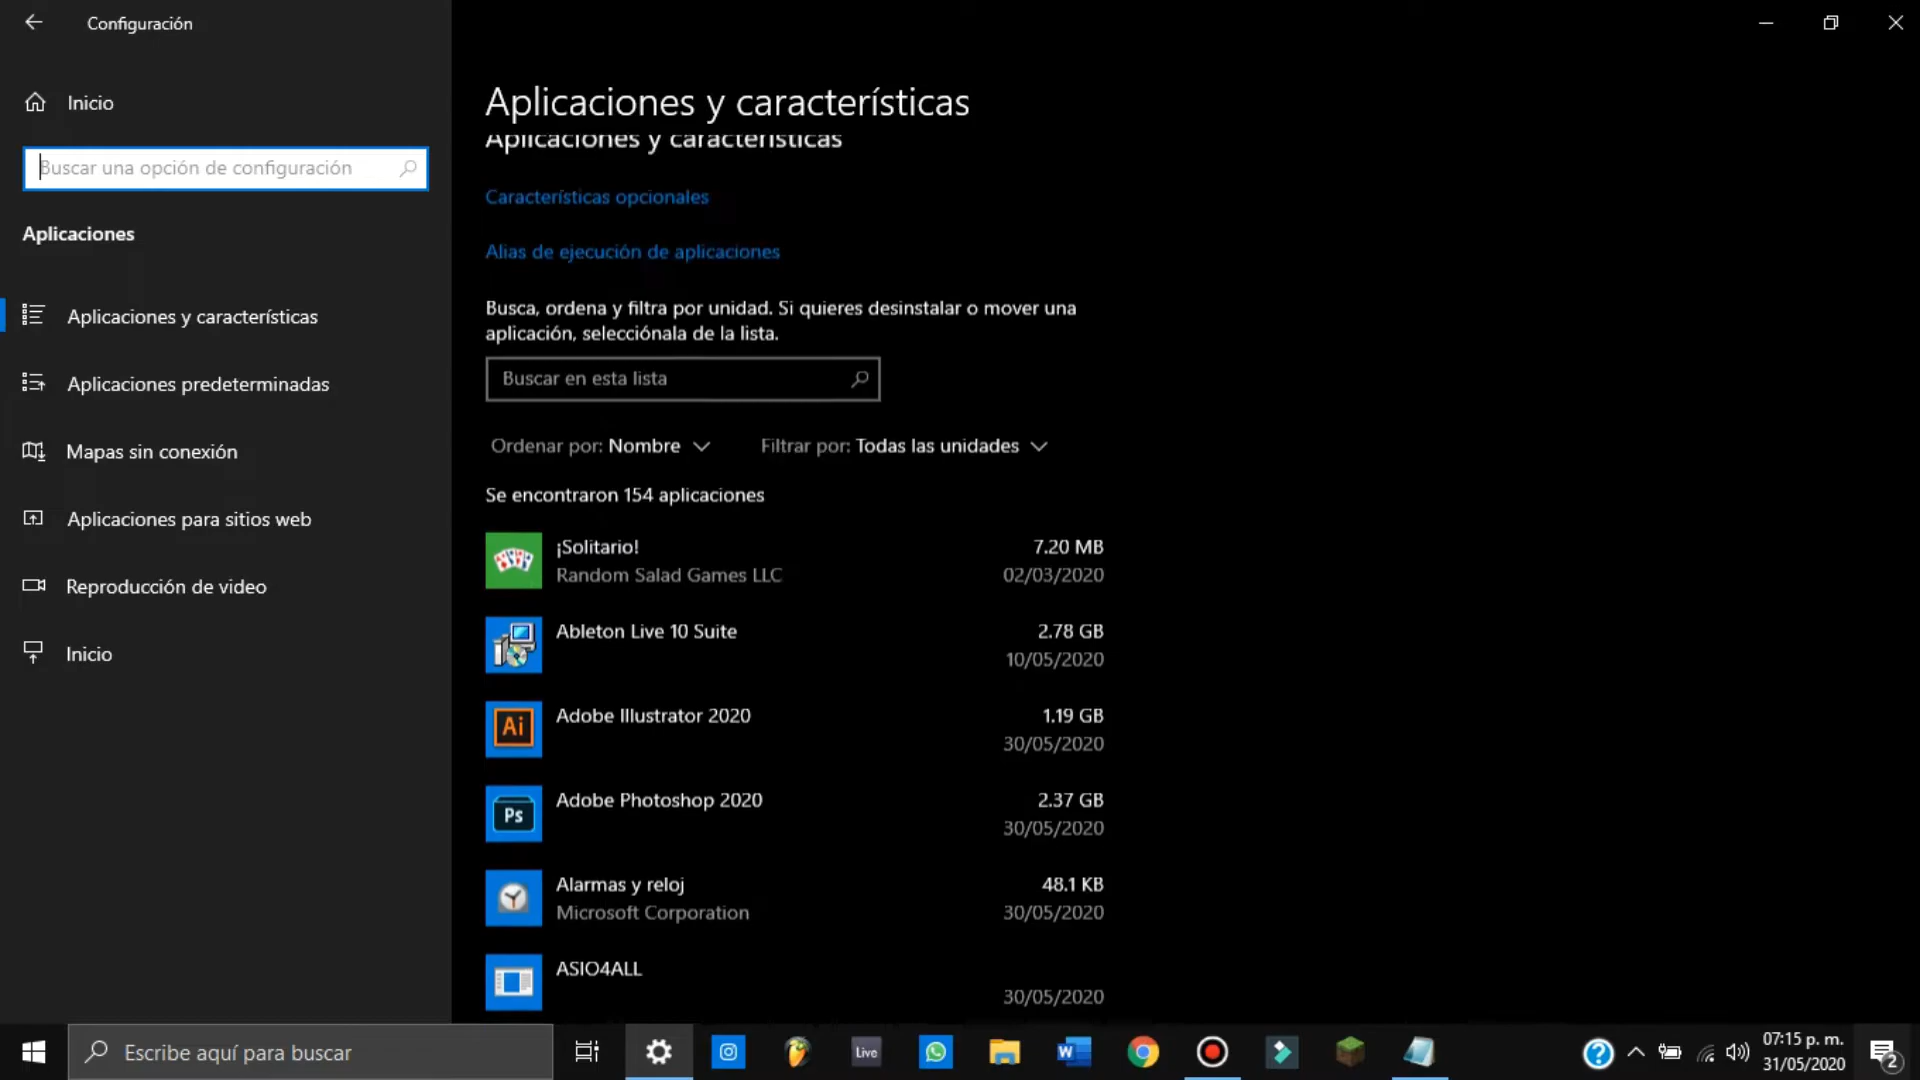 Configuración
Inicio
Buscar una opción de configuración
Aplicaciones
Aplicaciones y características
Aplicaciones predeterminadas
Mapas sin conexión
Aplicaciones para sitios web
Reproducción de video
Inicio
Aplicaciones y características
Aplicaciones y características
Características opcionales
Alias de ejecución de aplicaciones
Busca, ordena y filtra por unidad. Si quieres desinstalar o mover una
aplicación, selecciónala de la lista.
Buscar en esta lista
Ordenar por: Nombre Filtrar por: Todas las unidades
Se encontraron 154 aplicaciones
¡Solitario! 7.20 MB
Random Salad Games LLC 02/03/2020
Ableton Live 10 Suite 2.78 GB
10/05/2020
Ai Adobe Illustrator 2020 1.19 GB
30/05/2020
Ps Adobe Photoshop 2020 2.37 GB
30/05/2020
Alarmas y reloj 48.1 KB
Microsoft Corporation 30/05/2020
ASIO4ALL
30/05/2020
Escribe aquí para buscar
Live
W
?
07:15 p. m.
31/05/2020
2